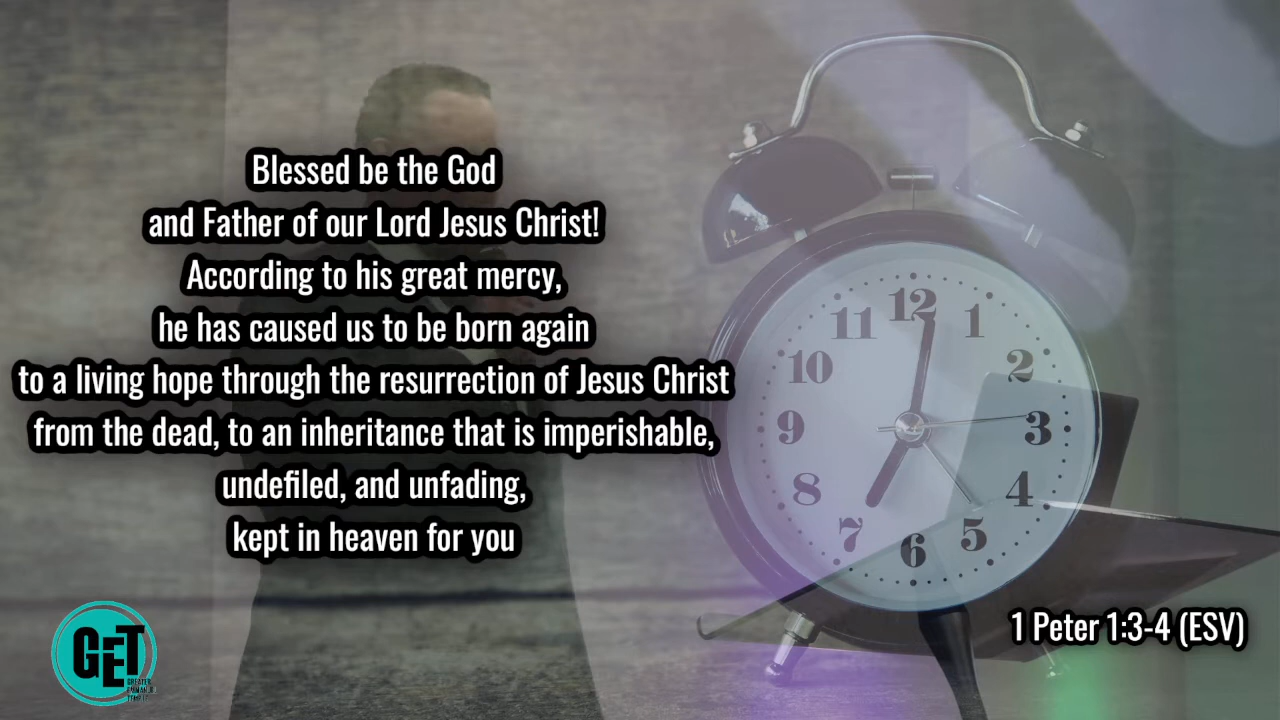 Blessed be the God
and Father of our Lord Jesus Christ!
According to his great mercy,
he has caused us to be born again
to a living hope through the resurrection of Jesus Christ
from the dead, to an inheritance that is imperishable,
undefiled, and unfading,
kept in heaven for you
12
11
1
10
2
9
3
8
4
7
5
6
1 Peter 1:3-4 (ESV)
GET
GREATER